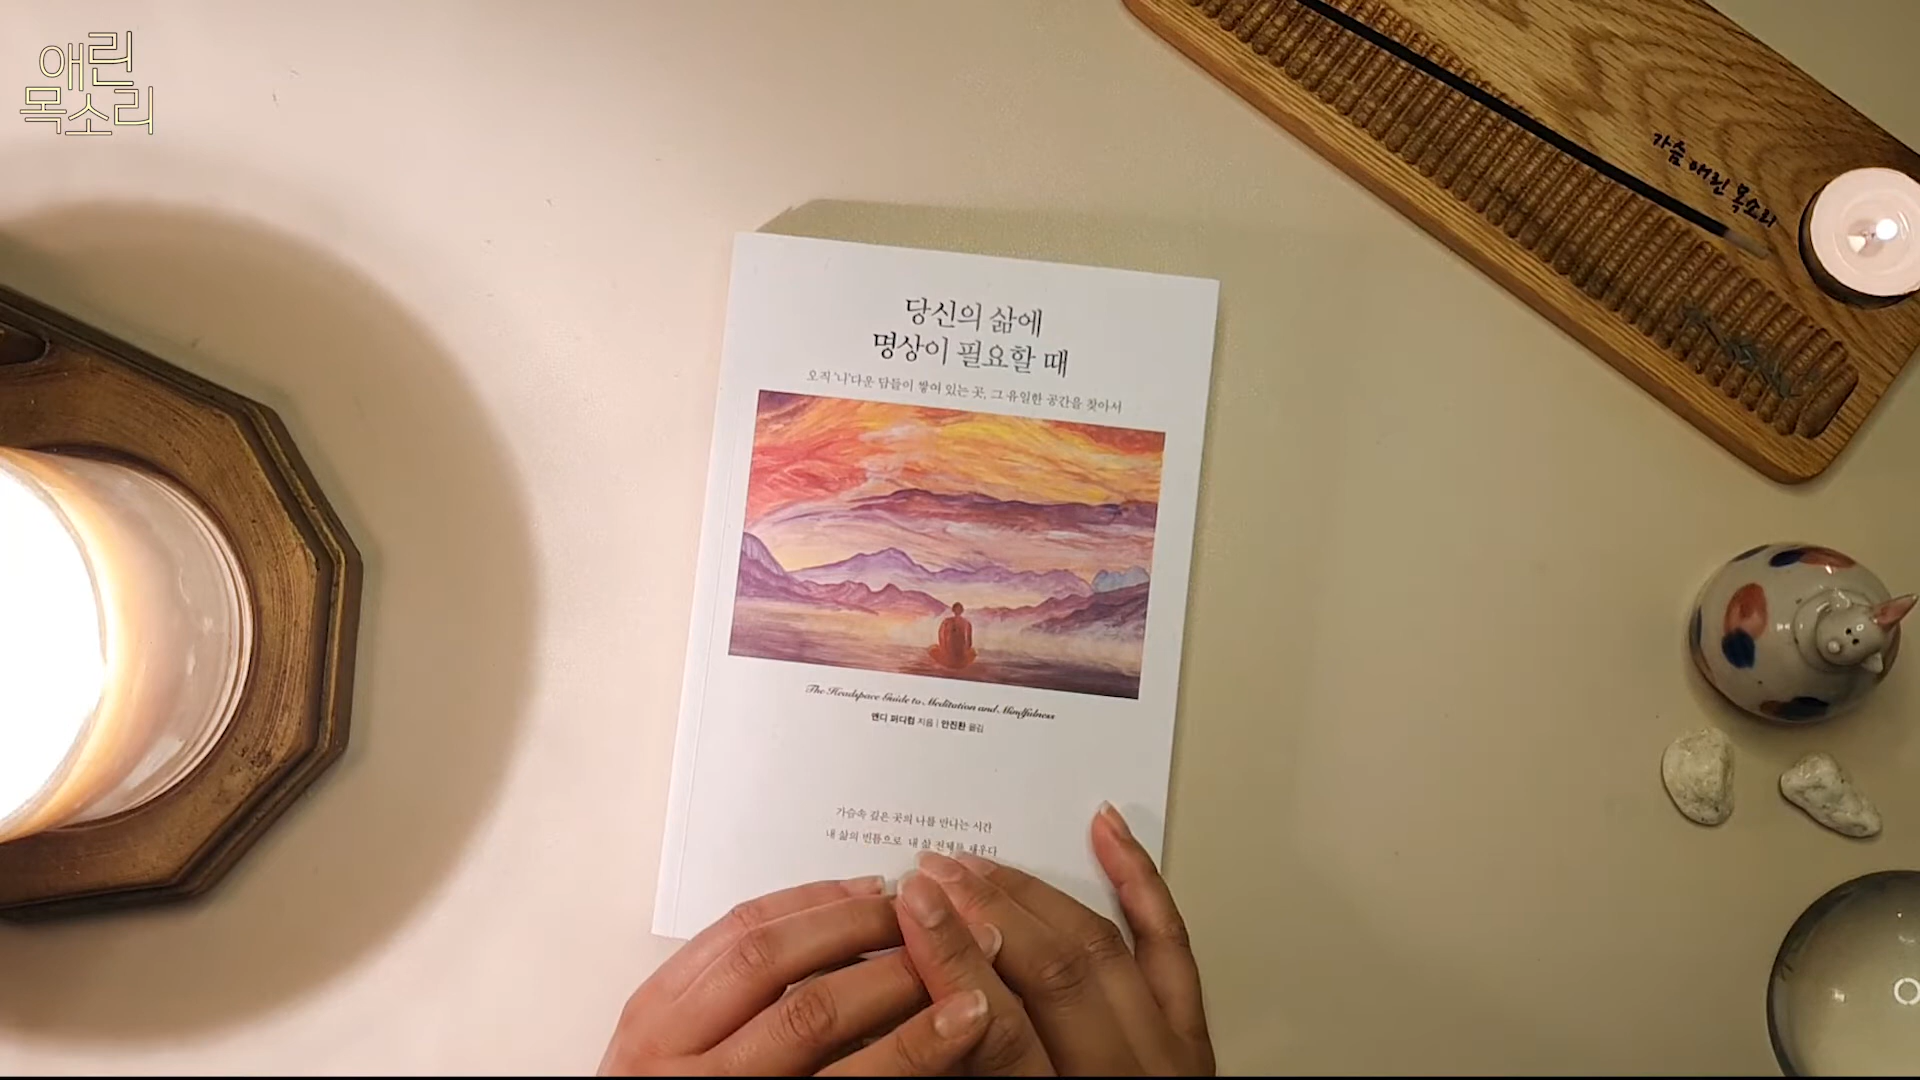 애린
목소리
가슴 애린 목소리
당신의 삶에
명상이 필요할 때
오직 '나'다운 답들이 쌓여 있는 곳, 그 유일한 공간을 찾아서
The Headspace Guide to Meditation and Mindfulness
앤디 퍼디컴 지음 | 안진환 옮김
가슴속 깊은 곳의 나를 만나는 시간
내 삶의 빈틈으로 내 삶 전체를 채우다